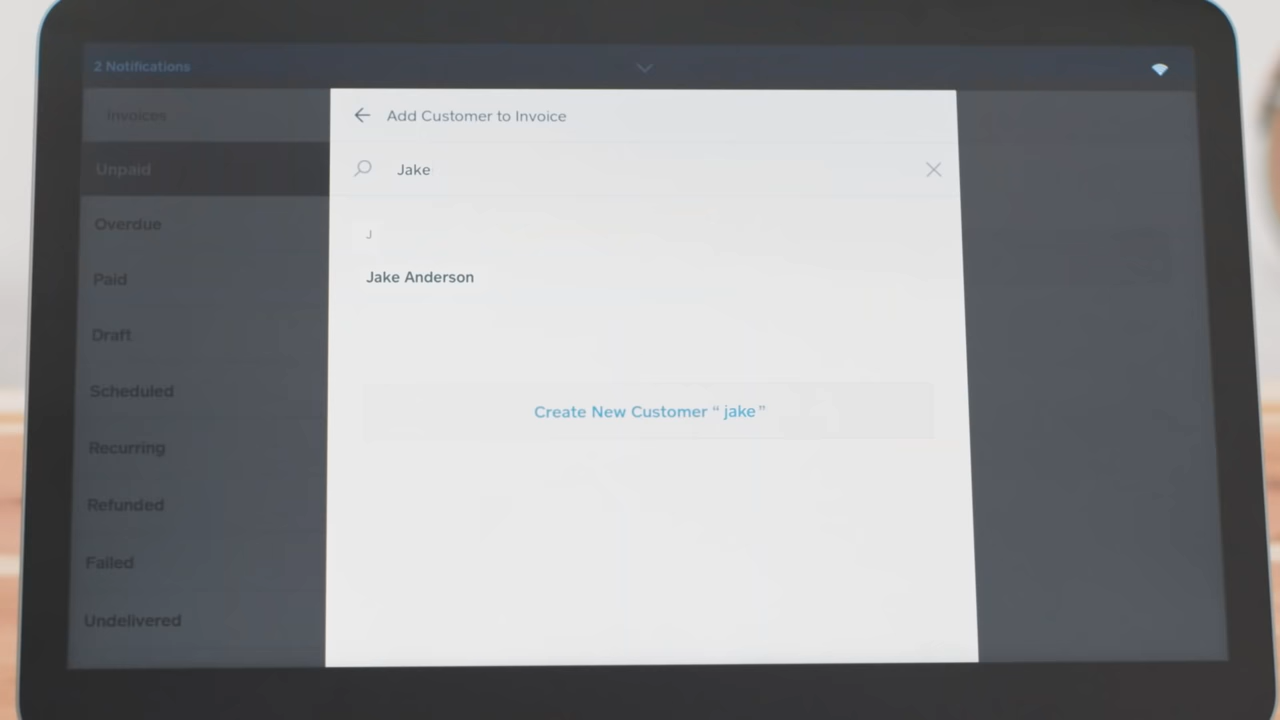 2 Notifications
Invoices
Unpaid
Overdue
Paid
Draft
Scheduled
Recurring
Refunded
Failed
Undelivered
Add Customer to Invoice
Jake
J
Jake Anderson
Create New Customer “ jake ”